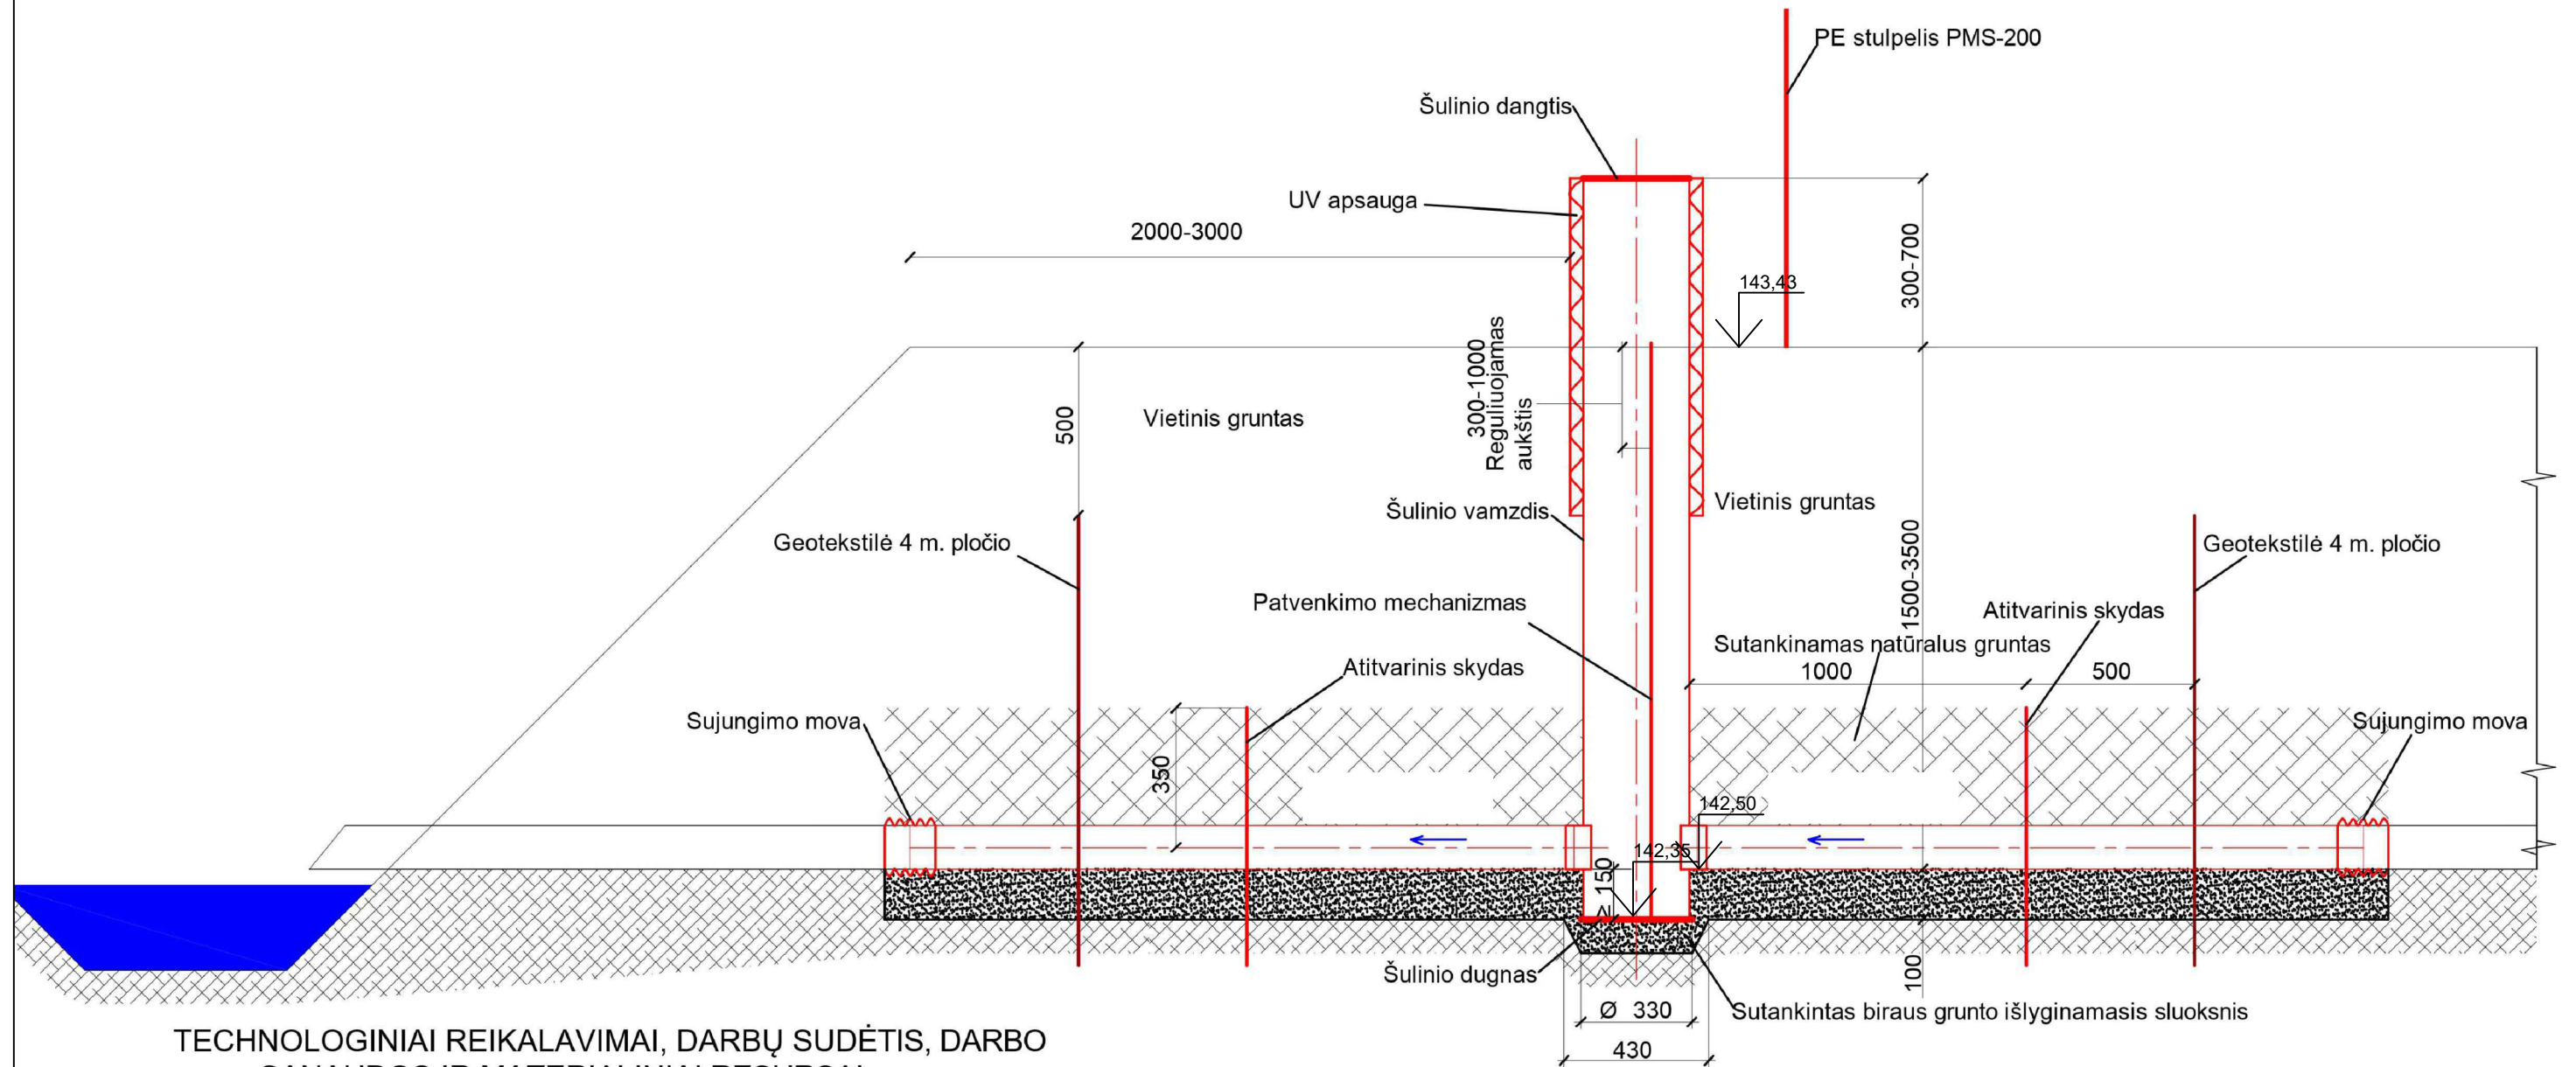 PE stulpelis PMS-200
Šulinio dangtis
UV apsauga
2000-3000
300-700
143,43
300-1000
Reguliuojamas
aukštis
500
Vietinis gruntas
Vietinis gruntas
Šulinio vamzdis
Geotekstilė 4 m. pločio
Geotekstilė 4 m. pločio
1500-3500
Patvenkimo mechanizmas
Atitvarinis skydas
Sutankinamas natūralus gruntas
Atitvarinis skydas
1000
500
Sujungimo mova
Sujungimo mova
350
142,50
142,35
≥ 150
Šulinio dugnas
100
Ø 330
Sutankintas biraus grunto išlyginamasis sluoksnis
430
TECHNOLOGINIAI REIKALAVIMAI, DARBŲ SUDĖTIS, DARBO